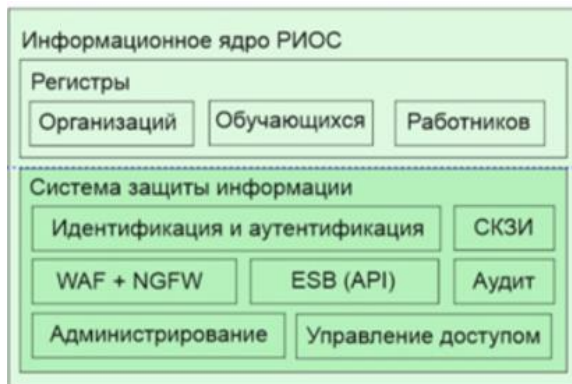 Информационное ядро РИОС
Регистры
Организаций Обучающихся Работников
Система защиты информации
Идентификация и аутентификация СКЗИ
WAF + NGFW ESB (API) Аудит
Администрирование Управление доступом